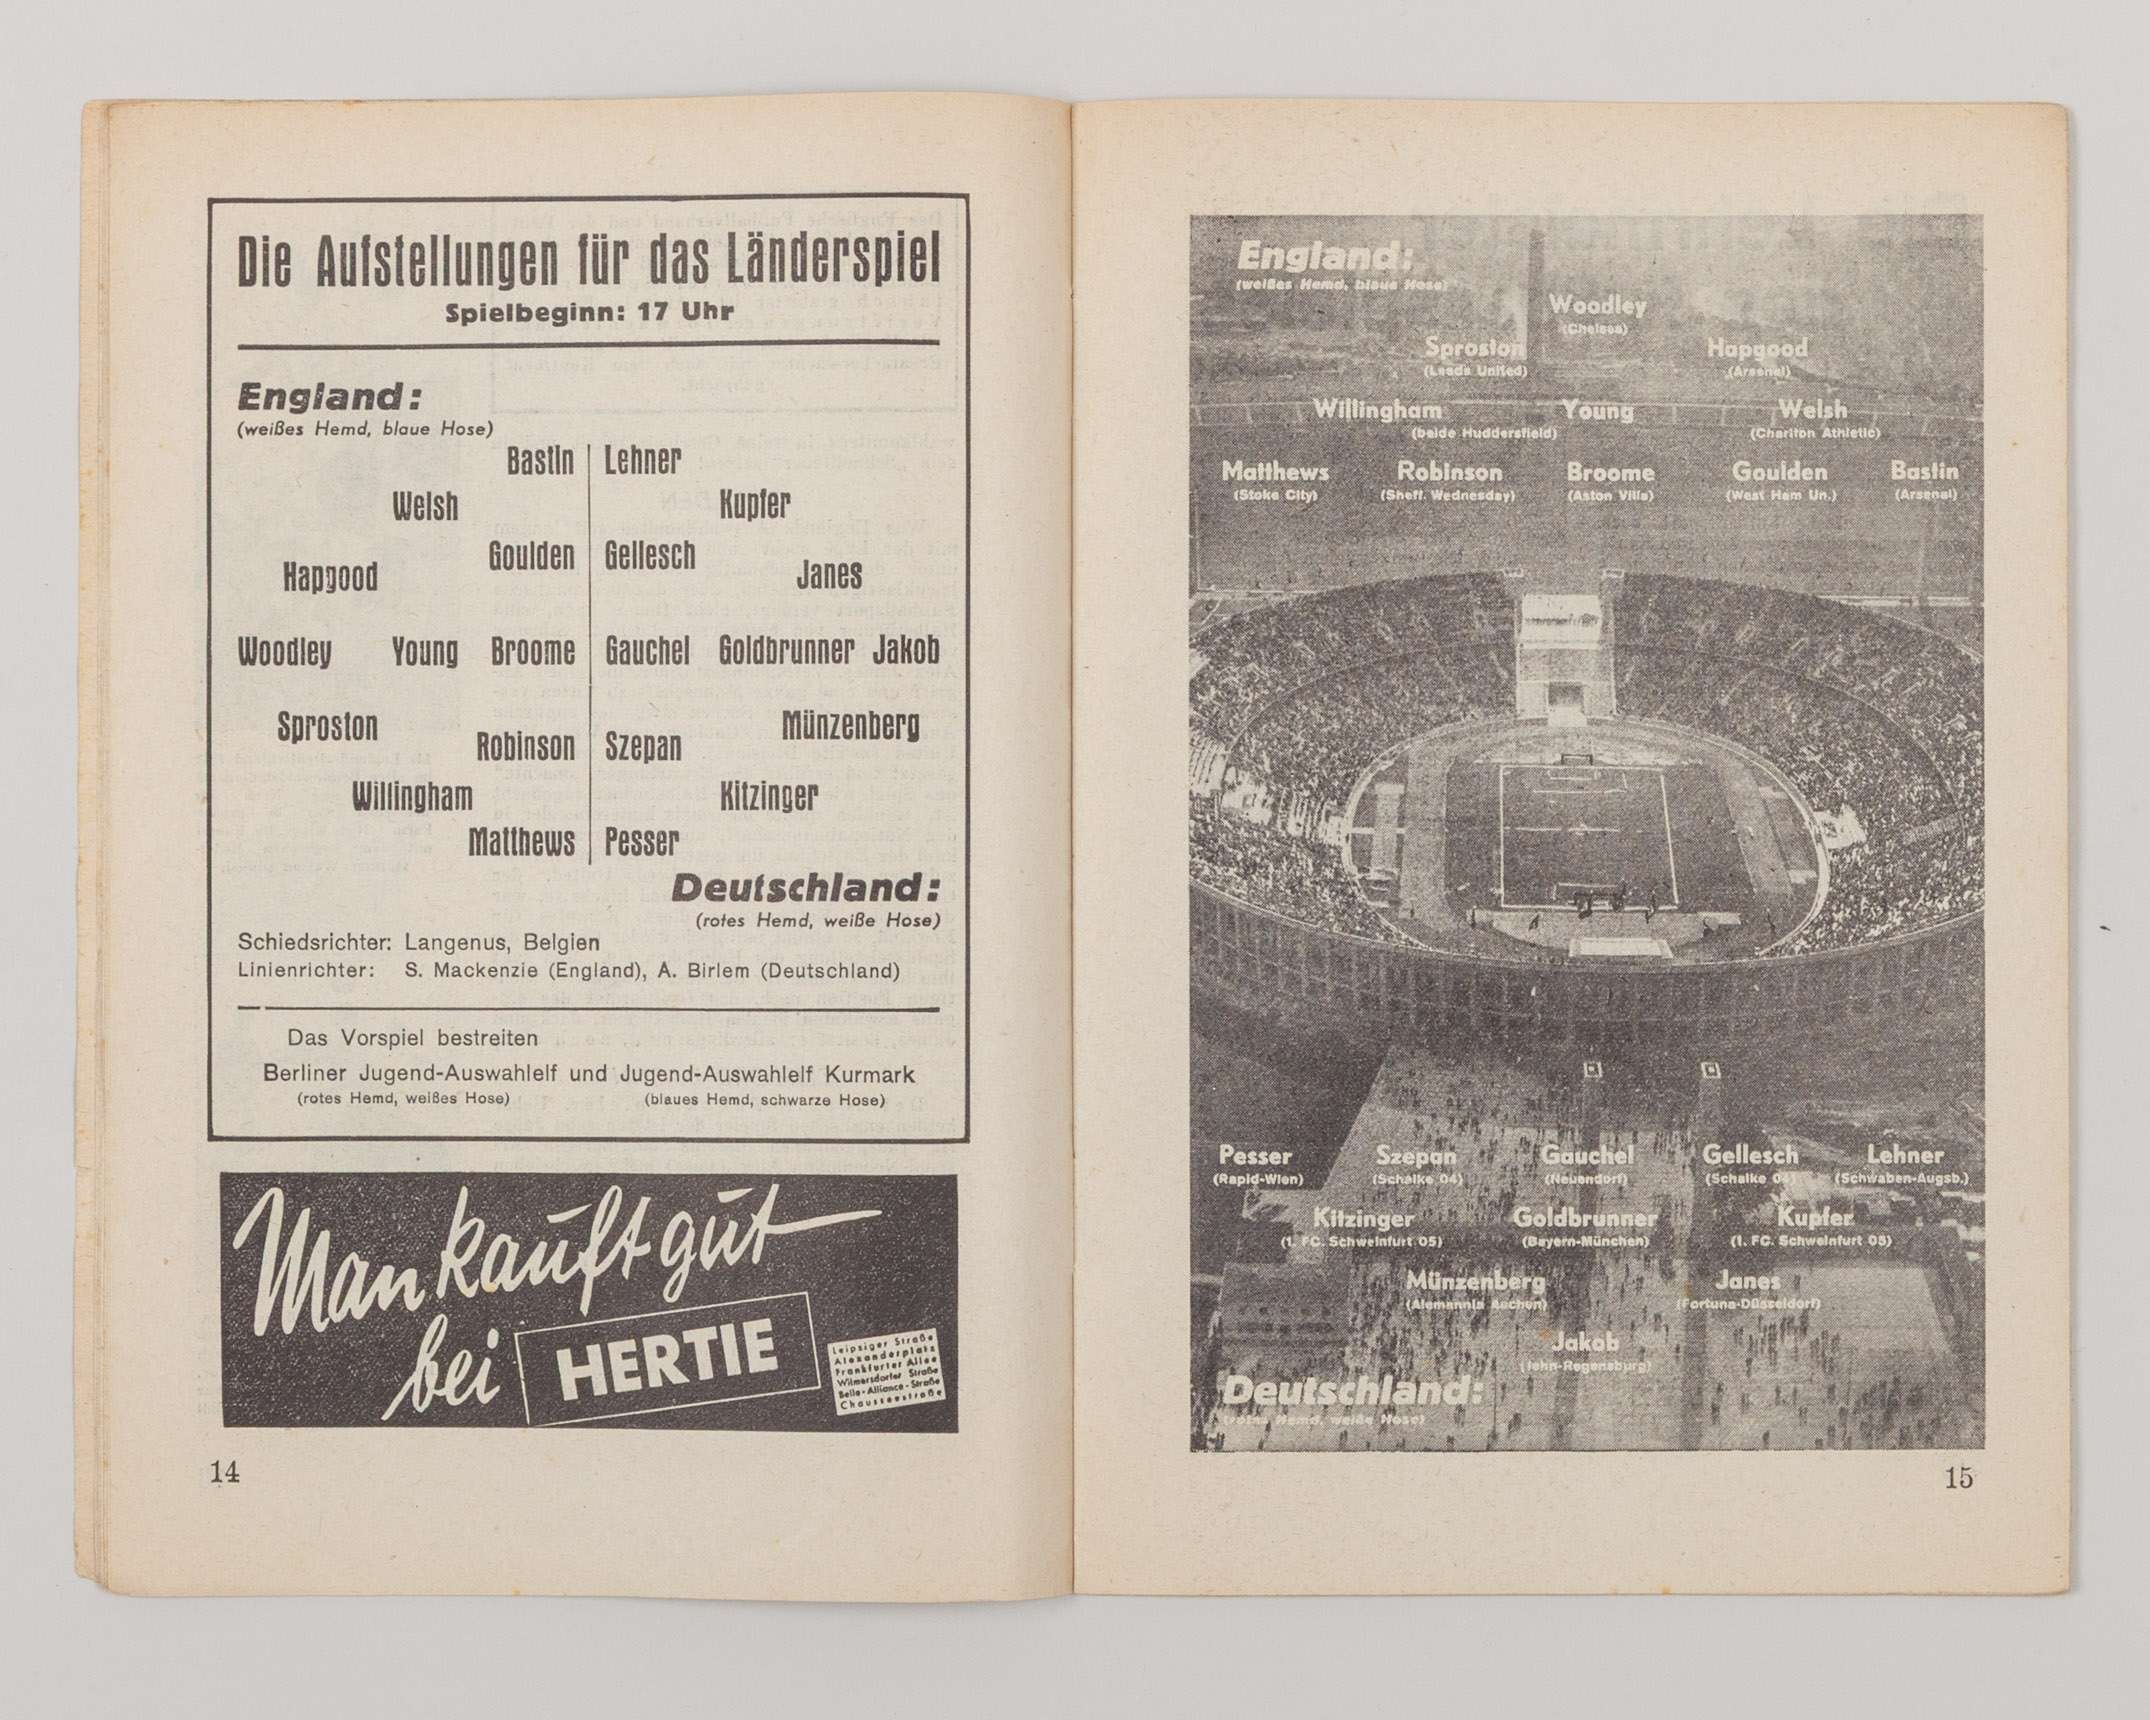 Die Aufstellungen für das Länderspiel
Spielbeginn: 17 Uhr
England:
(weißes Hemd, blaue Hose)
Bastin Lehner
Welsh Kupfer
Goulden Gellesch
Hapgood Janes
Woodley Young Broome Gauchel Goldbrunner Jakob
Sproston Münzenberg
Robinson Szepan
Willingham Kitzinger
Matthews Pesser
Deutschland:
(rotes Hemd, weiße Hose)
Schiedsrichter: Langenus, Belgien
Linienrichter: S. Mackenzie (England), A. Birlem (Deutschland)
Das Vorspiel bestreiten
Berliner Jugend-Auswahlelf und Jugend-Auswahlelf Kurmark
(rotes Hemd, weißes Hose) (blaues Hemd, schwarze Hose)
Man kauft gut
bei HERTIE
Leipziger Straße
Alexanderplatz
Frankfurter Allee
Wilmersdorfer Straße
Belle-Alliance-Straße
Chausseestraße
14
England:
(weißes Hemd, blaue Hose)
Woodley
(Chelsea)
Sproston Hapgood
(Leeds United) (Arsenal)
Willingham Young Welsh
(beide Huddersfield) (Charlton Athletic)
Matthews Robinson Broome Goulden Bastin
(Stoke City) (Sheff. Wednesday) (Aston Villa) (West Ham Un.) (Arsenal)
Pesser Szepan Gauchel Gellesch Lehner
(Rapid-Wien) (Schalke 04) (Neuendorf) (Schalke 04) (Schwaben-Augsb.)
Kitzinger Goldbrunner Kupfer
(1. FC. Schweinfurt 05) (Bayern-München) (1. FC. Schweinfurt 05)
Münzenberg Janes
(Alemannia Aachen) (Fortuna-Düsseldorf)
Jakob
(Jahn-Regensburg)
Deutschland:
(rotes Hemd, weiße Hose)
15